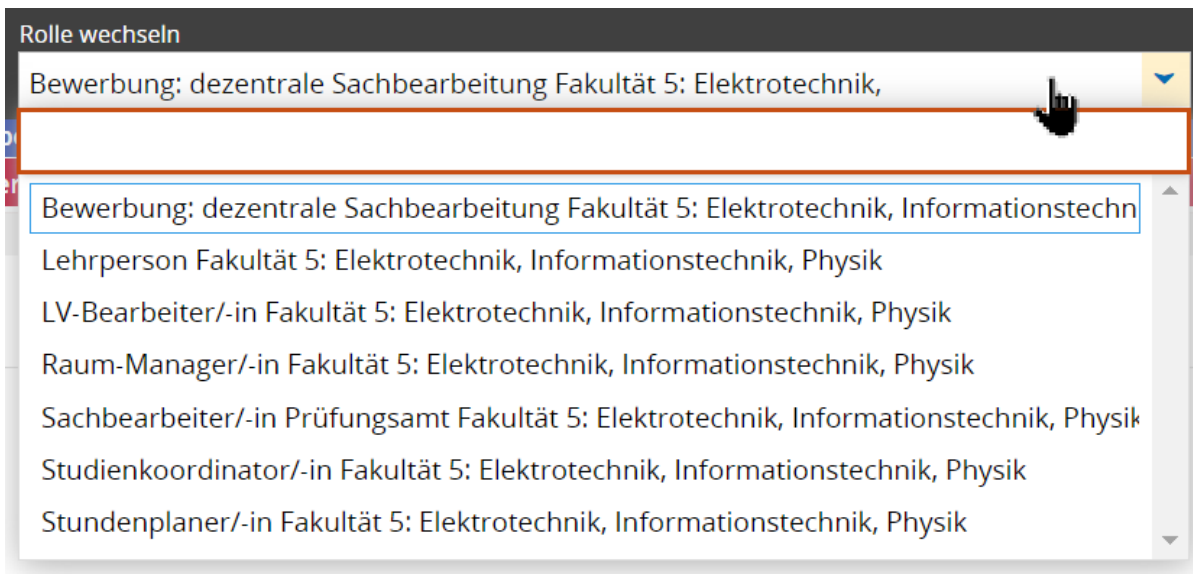 Rolle wechseln
Bewerbung: dezentrale Sachbearbeitung Fakultät 5: Elektrotechnik,
Bewerbung: dezentrale Sachbearbeitung Fakultät 5: Elektrotechnik, Informationstechn
Lehrperson Fakultät 5: Elektrotechnik, Informationstechnik, Physik
LV-Bearbeiter/-in Fakultät 5: Elektrotechnik, Informationstechnik, Physik
Raum-Manager/-in Fakultät 5: Elektrotechnik, Informationstechnik, Physik
Sachbearbeiter/-in Prüfungsamt Fakultät 5: Elektrotechnik, Informationstechnik, Physik
Studienkoordinator/-in Fakultät 5: Elektrotechnik, Informationstechnik, Physik
Stundenplaner/-in Fakultät 5: Elektrotechnik, Informationstechnik, Physik